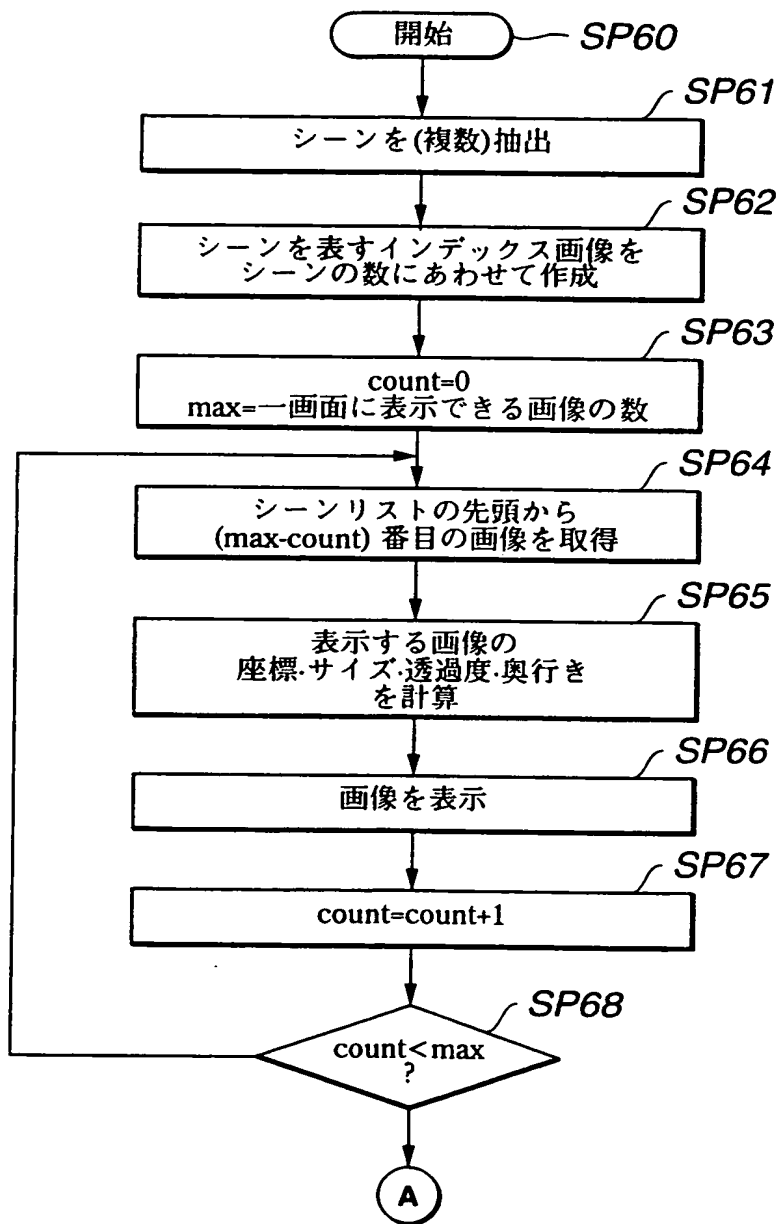 開始
SP60
SP61
シーンを(複数)抽出
SP62
シーンを表すインデックス画像を
シーンの数にあわせて作成
SP63
count=0
max=一画面に表示できる画像の数
SP64
シーンリストの先頭から
(max-count) 番目の画像を取得
SP65
表示する画像の
座標·サイズ·透過度·奥行き
を計算
SP66
画像を表示
SP67
count=count+1
SP68
count<max
?
A